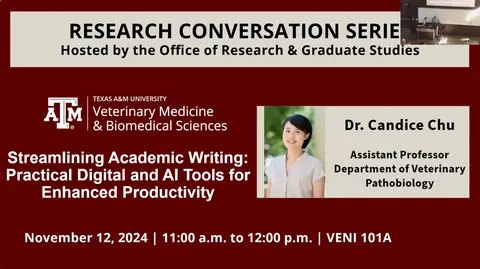 RESEARCH CONVERSATION SERIE
Hosted by the Office of Research & Graduate Studies
TEXAS A&M UNIVERSITY
Veterinary Medicine
& Biomedical Sciences
ATM
Dr. Candice Chu
Assistant Professor
Department of Veterinary
Pathobiology
Streamlining Academic Writing:
Practical Digital and AI Tools for
Enhanced Productivity
November 12, 2024 | 11:00 a.m. to 12:00 p.m. | VENI 101A